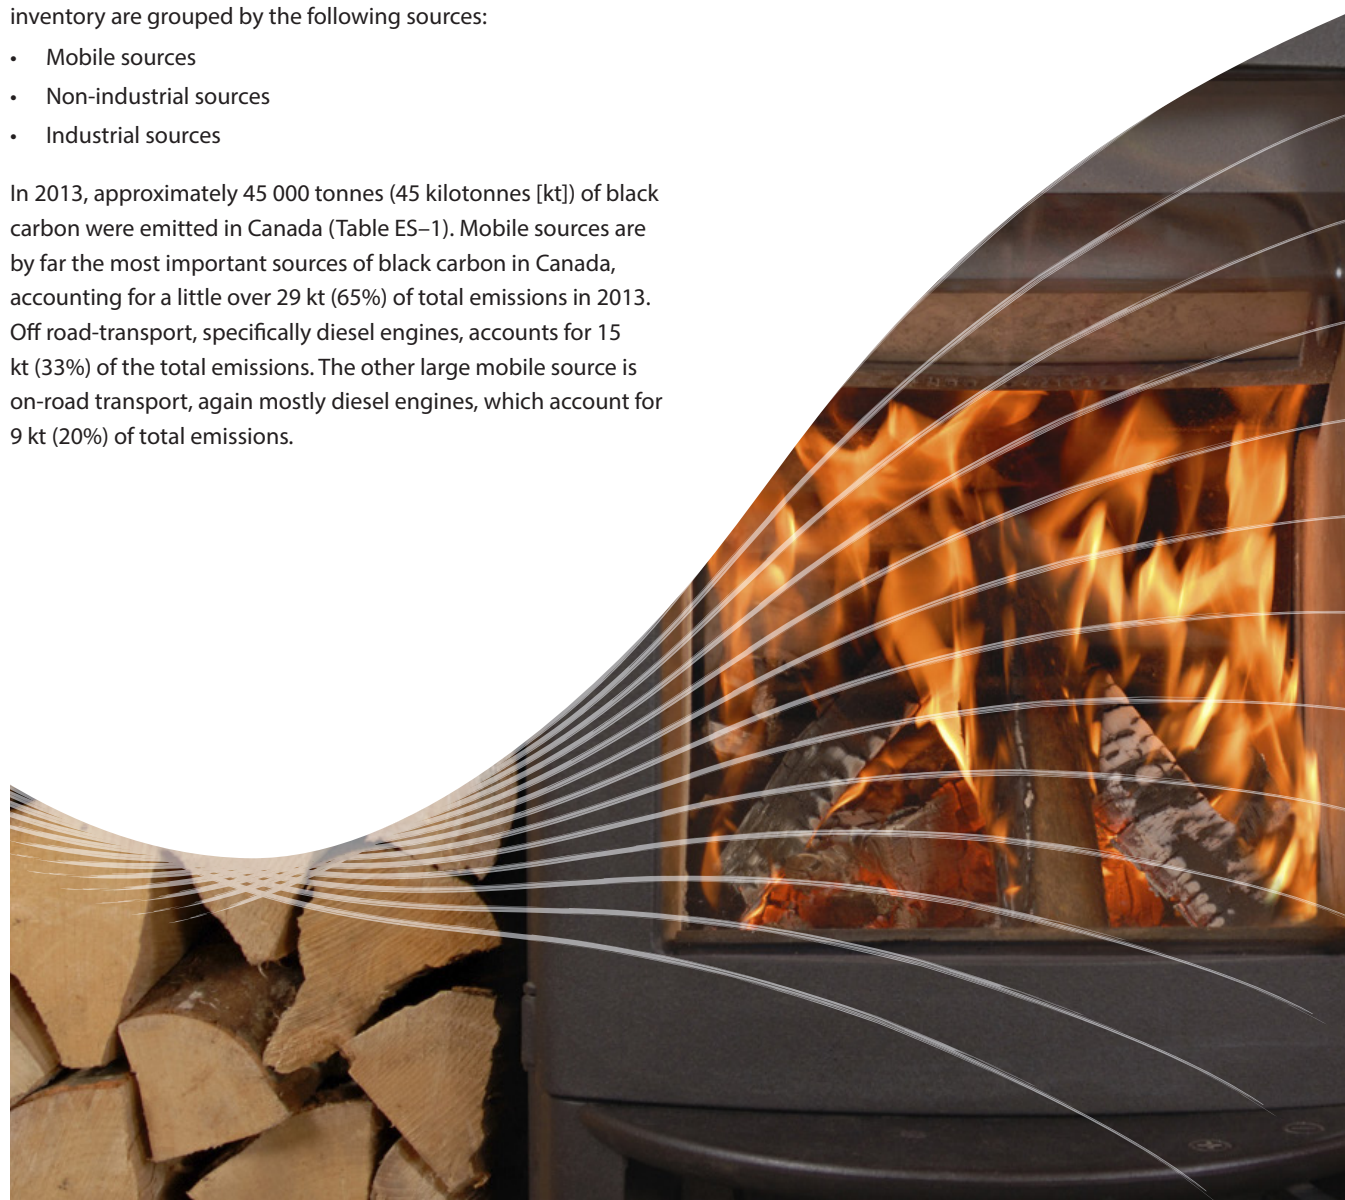 inventory are grouped by the following sources:
• Mobile sources
• Non-industrial sources
• Industrial sources
In 2013, approximately 45 000 tonnes (45 kilotonnes [kt]) of black
carbon were emitted in Canada (Table ES–1). Mobile sources are
by far the most important sources of black carbon in Canada,
accounting for a little over 29 kt (65%) of total emissions in 2013.
Off road-transport, specifically diesel engines, accounts for 15
kt (33%) of the total emissions. The other large mobile source is
on-road transport, again mostly diesel engines, which account for
9 kt (20%) of total emissions.